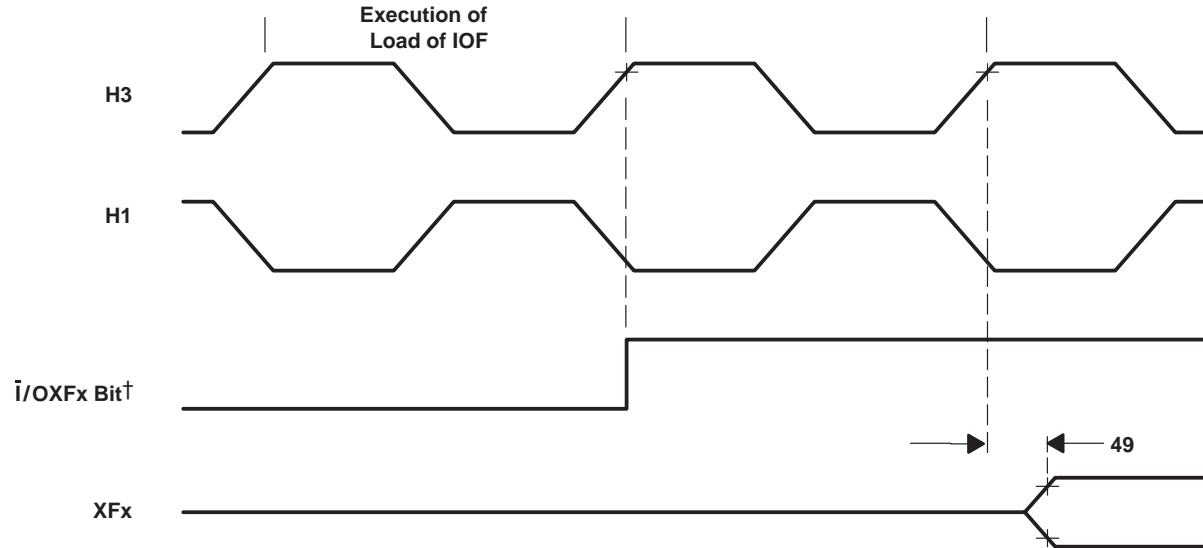 Execution of
Load of IOF
H3
H1
Ī/OXFx Bit†
49
XFx